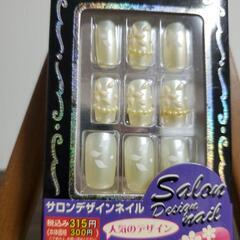 サロンデザインネイル
Salon
Design
nail
税込み315円
(本体価格 300円)
人気のデザイン